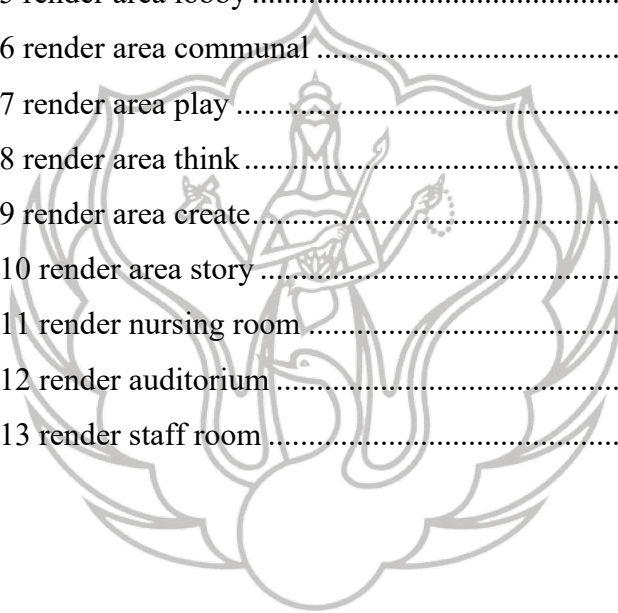 5 render area lobby ..........................................
6 render area communal ..................................
7 render area play .............................................
8 render area think ...........................................
9 render area create..........................................
10 render area story .........................................
11 render nursing room ...................................
12 render auditorium .......................................
13 render staff room .........................................